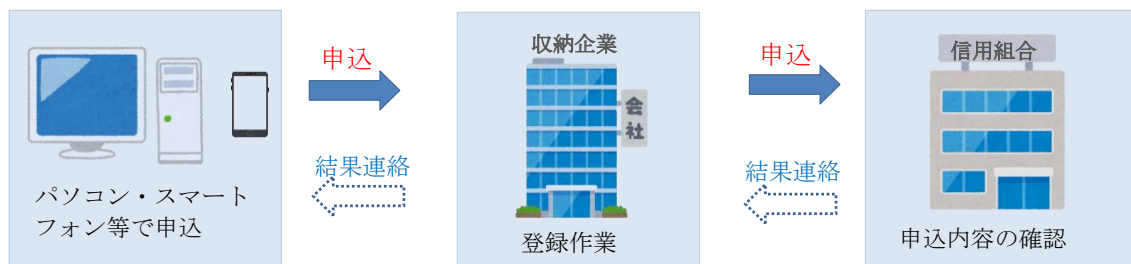 パソコン・スマート
フォン等で申込
申込
結果連絡
収納企業
会社
登録作業
申込
結果連絡
信用組合
申込内容の確認